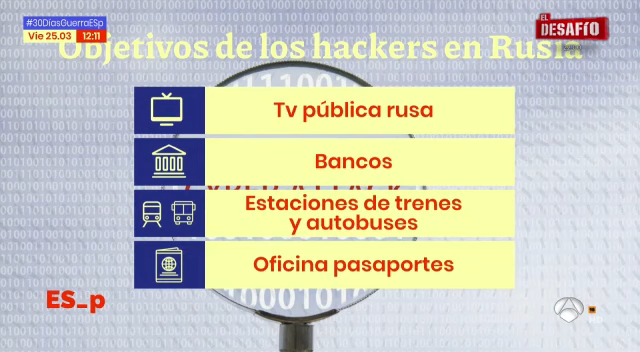 #30DíasGuerraESp
Vie 25.03 12:11
EL
DESAFÍO
Objetivos de los hackers en Rusia
Tv pública rusa
Bancos
Estaciones de trenes
y autobuses
Oficina pasaportes
ES_p